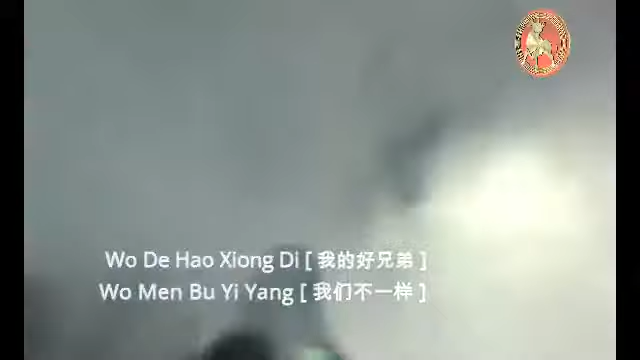 Wo De Hao Xiong Di [ 我的好兄弟 ]
Wo Men Bu Yi Yang [ 我们不一样 ]